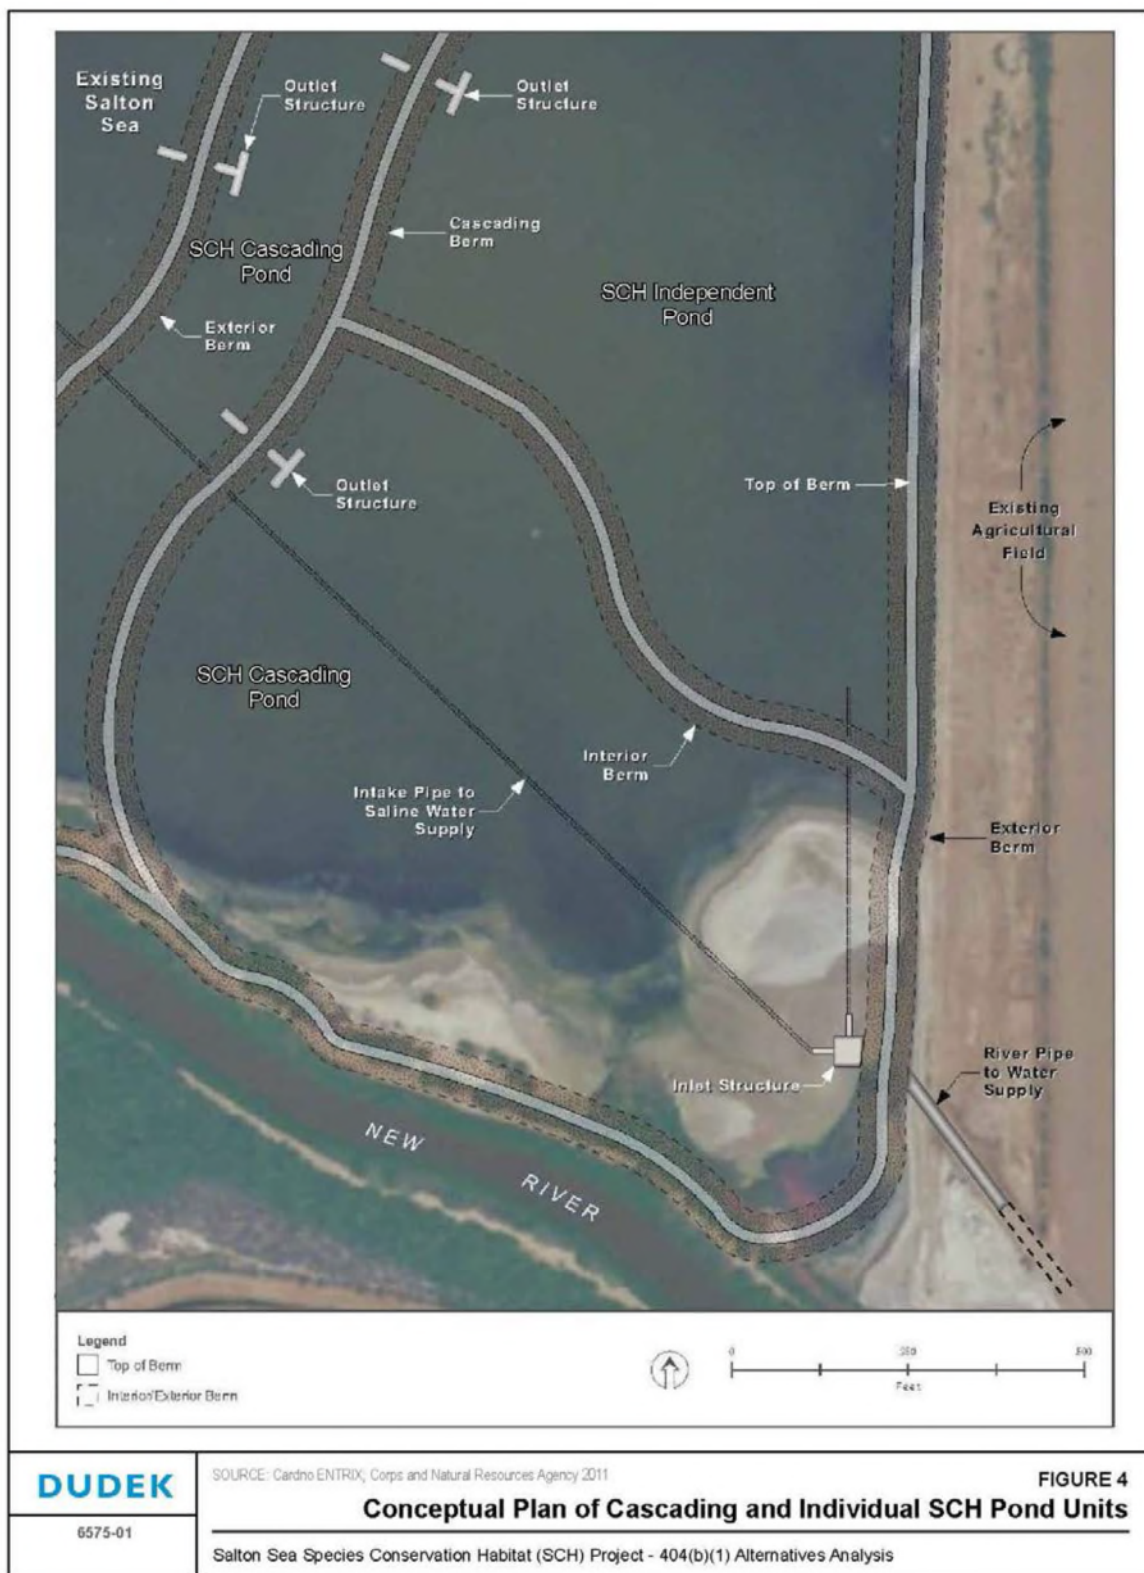 Existing
Salton
Sea
Outlet
Structure
Outlet
Structure
Cascading
Berm
SCH Cascading
Pond
SCH Independent
Pond
Exterior
Berm
Outlet
Structure
Top of Berm
Existing
Agricultural
Field
SCH Cascading
Pond
Interior
Berm
Intake Pipe to
Saline Water
Supply
Exterior
Berm
River Pipe
to Water
Supply
Inlet Structure
NEW RIVER
Legend
Top of Berm
Interior/Exterior Berm
0 250 500
Feet
DUDEK
6575-01
SOURCE: Cardno ENTRIX; Corps and Natural Resources Agency 2011
FIGURE 4
Conceptual Plan of Cascading and Individual SCH Pond Units
Salton Sea Species Conservation Habitat (SCH) Project - 404(b)(1) Alternatives Analysis